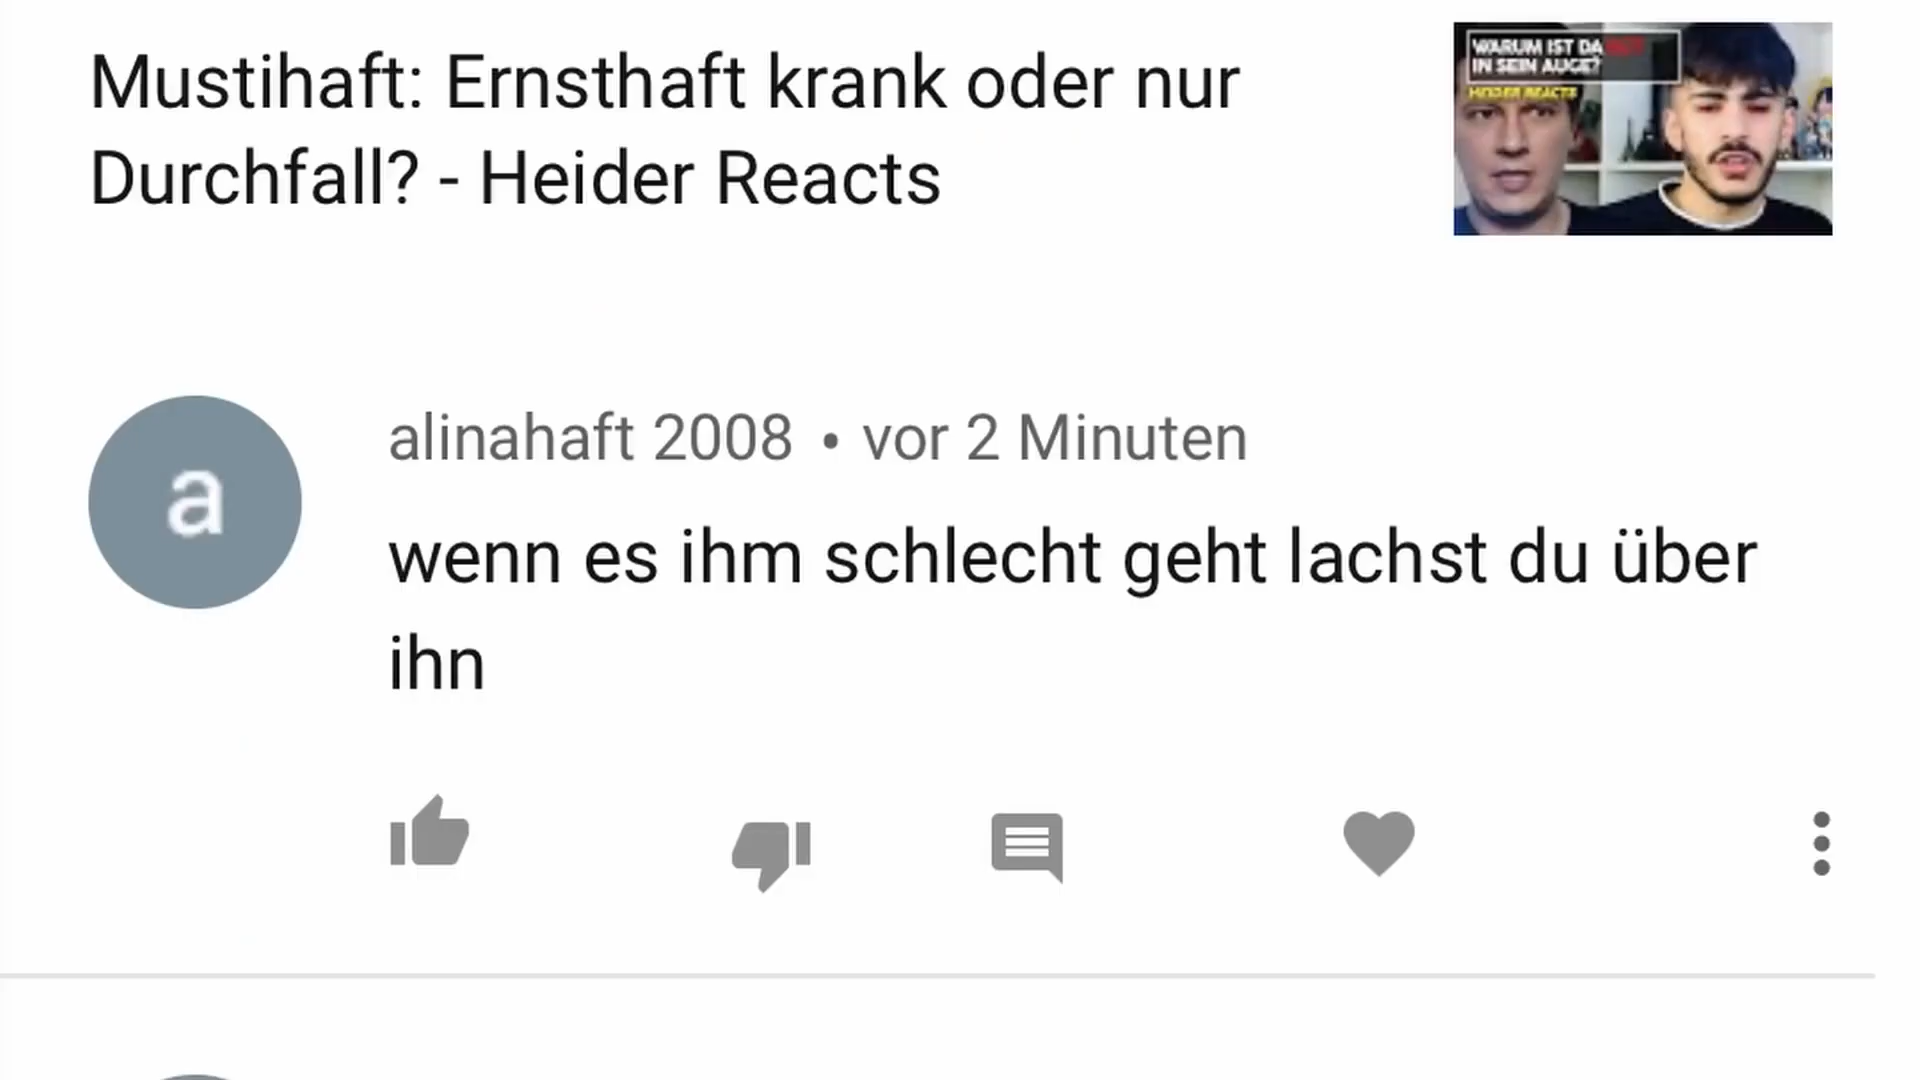 Mustihaft: Ernsthaft krank oder nur
Durchfall? - Heider Reacts
WARUM IST DA
IN SEIN AUGE?
HEIDER REACTS
a
alinahaft 2008 • vor 2 Minuten
wenn es ihm schlecht geht lachst du über
ihn